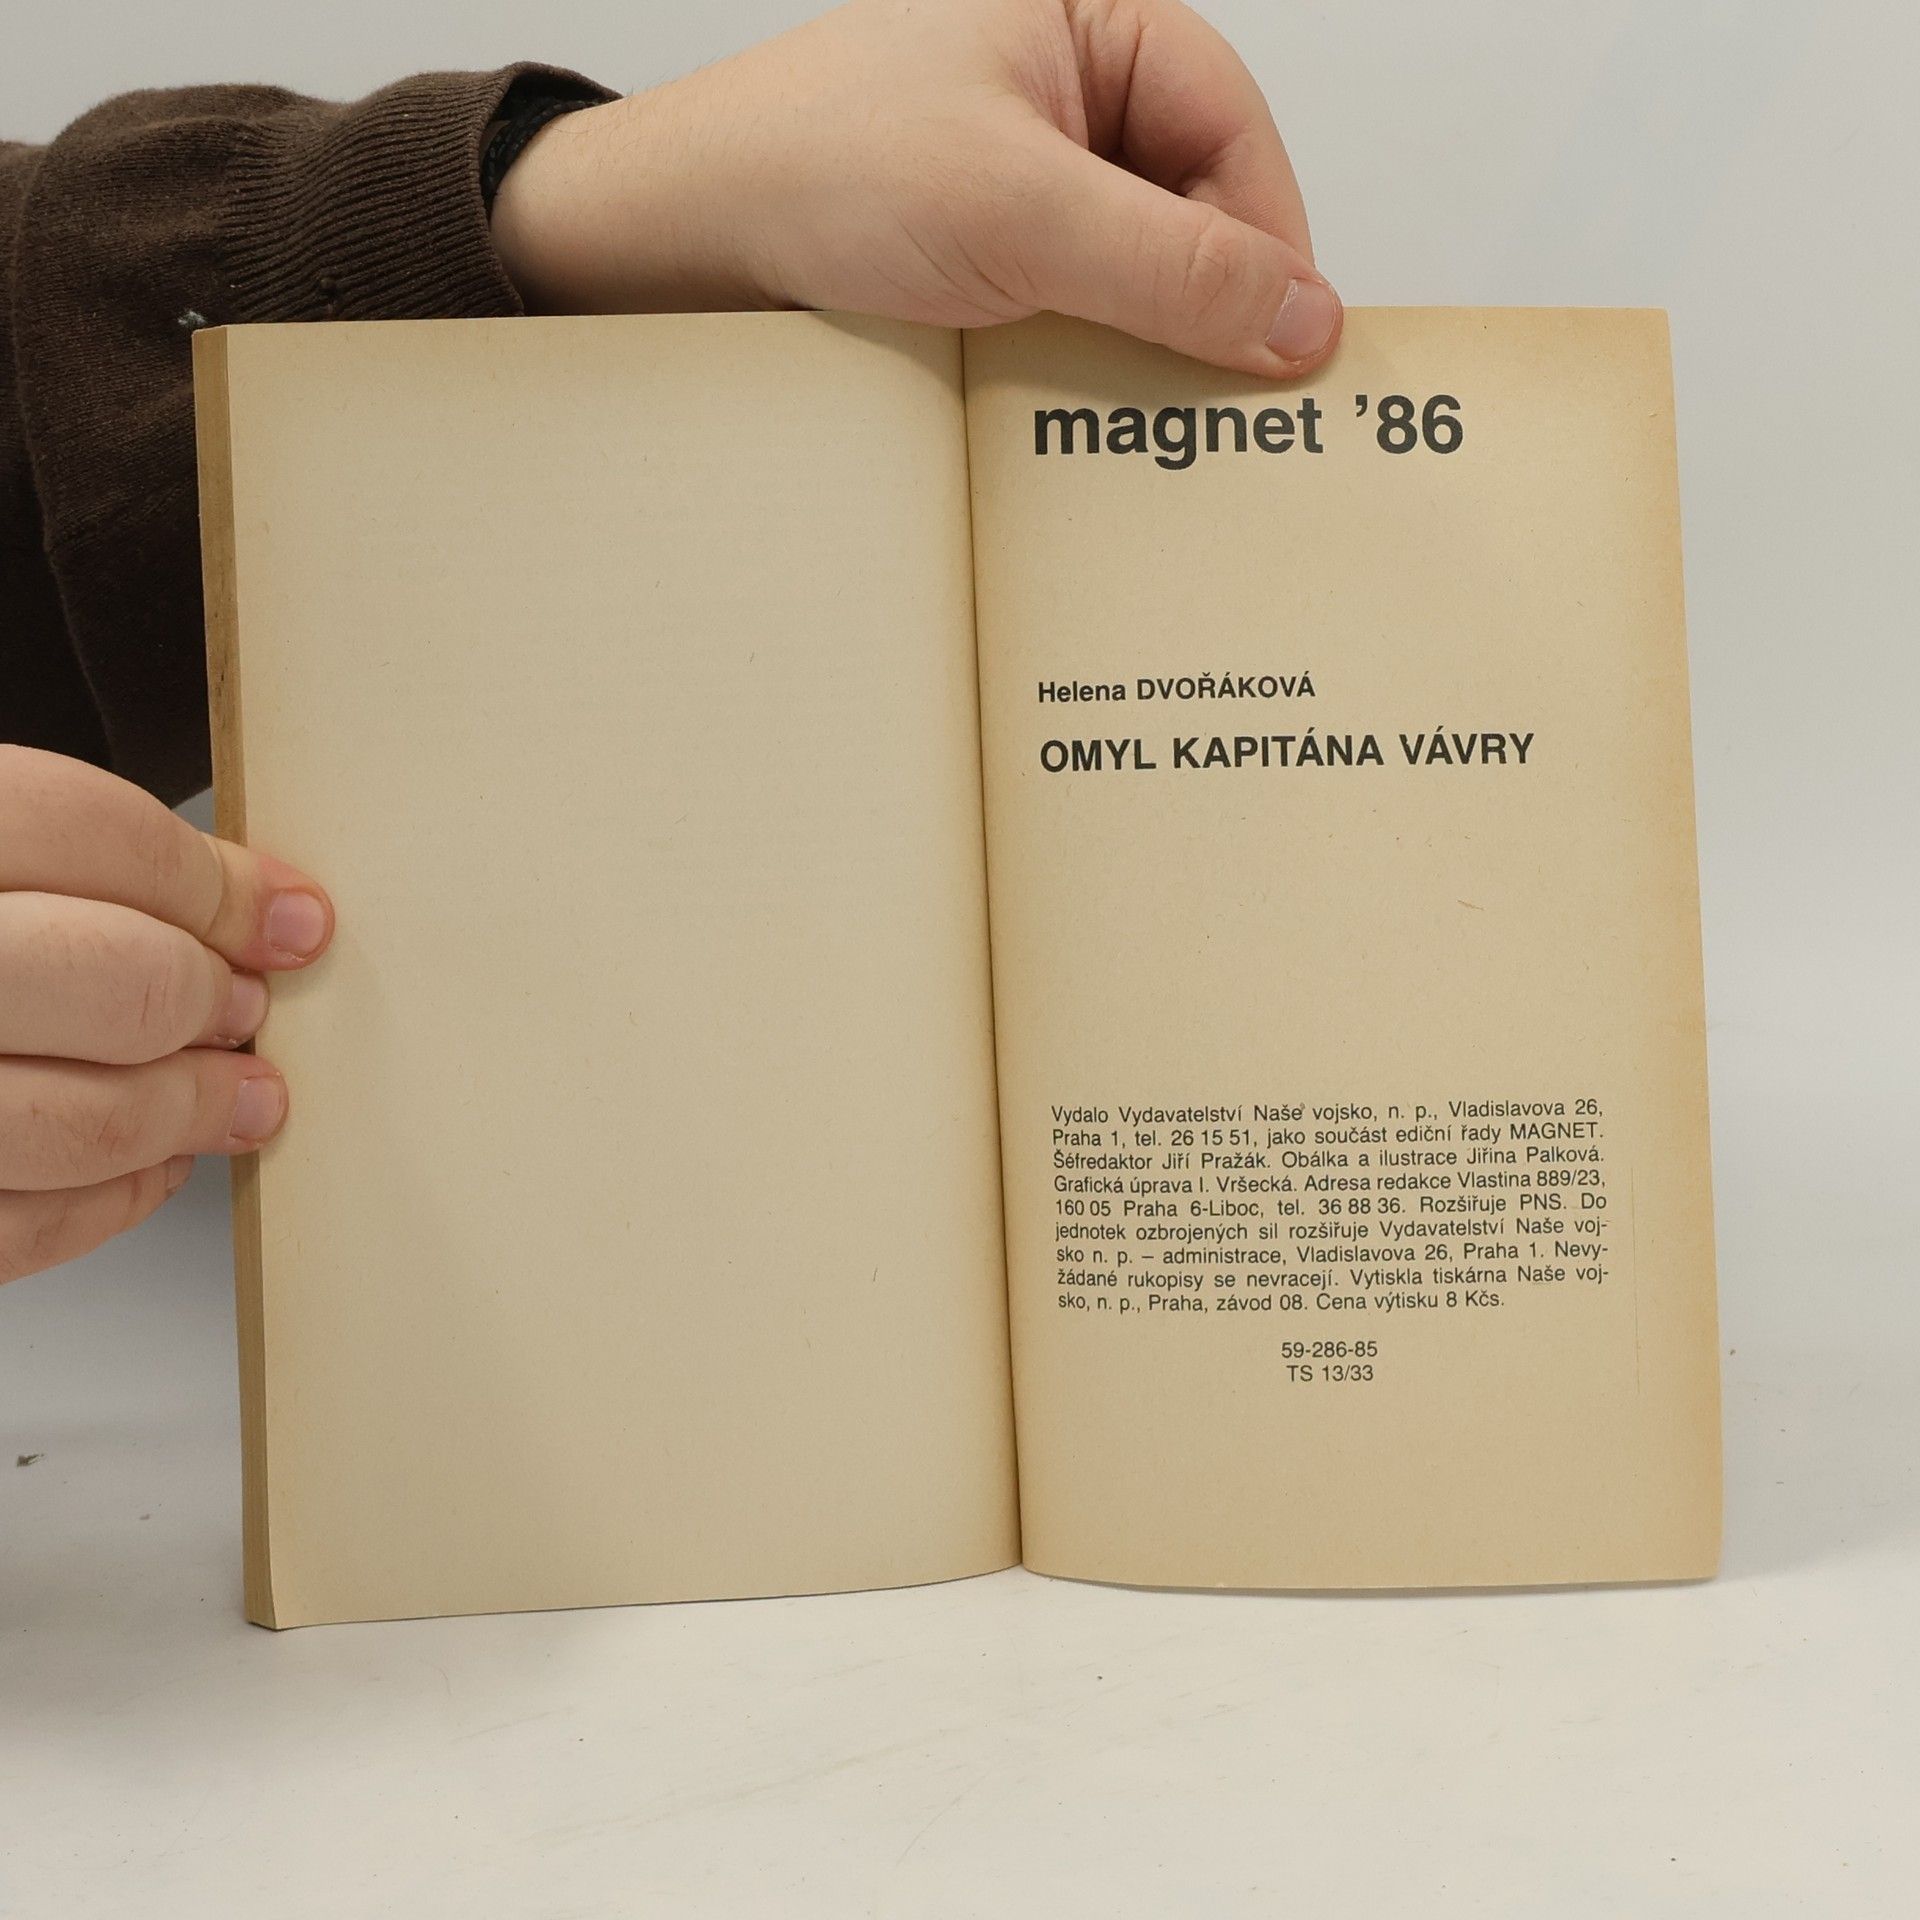 magnet ’86
Helena DVOŘÁKOVÁ
OMYL KAPITÁNA VÁVRY
Vydalo Vydavatelství Naše vojsko, n. p., Vladislavova 26,
Praha 1, tel. 26 15 51, jako součást ediční řady MAGNET.
Šéfredaktor Jiří Pražák. Obálka a ilustrace Jiřina Palková.
Grafická úprava I. Vršecká. Adresa redakce Vlastina 889/23,
160 05 Praha 6-Liboc, tel. 36 88 36. Rozšiřuje PNS. Do
jednotek ozbrojených sil rozšiřuje Vydavatelství Naše voj-
sko n. p. – administrace, Vladislavova 26, Praha 1. Nevy-
žádané rukopisy se nevracejí. Vytiskla tiskárna Naše voj-
sko, n. p., Praha, závod 08. Cena výtisku 8 Kčs.
59-286-85
TS 13/33